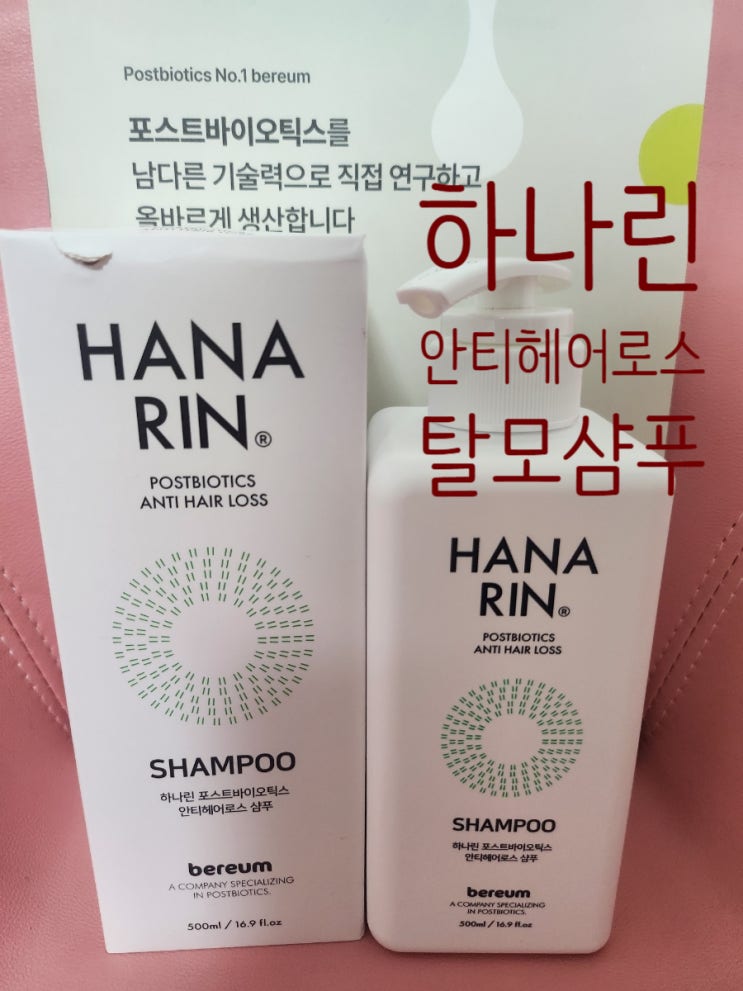 Postbiotics No.1 bereum
포스트바이오틱스를
남다른 기술력으로 직접 연구하고
올바르게 생산합니다
하나린
안티헤어로스
탈모샴푸
HANA
RIN®
POSTBIOTICS
ANTI HAIR LOSS
SHAMPOO
하나린 포스트바이오틱스
안티헤어로스 샴푸
bereum
A COMPANY SPECIALIZING
IN POSTBIOTICS.
500ml / 16.9 fl.oz
HANA
RIN®
POSTBIOTICS
ANTI HAIR LOSS
SHAMPOO
하나린 포스트바이오틱스
안티헤어로스 샴푸
bereum
A COMPANY SPECIALIZING
IN POSTBIOTICS.
500ml / 16.9 fl.oz